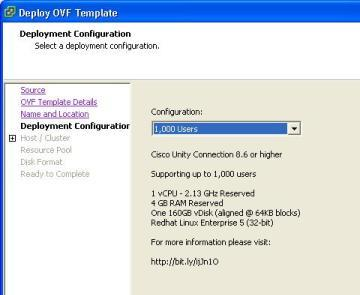 Deploy OVF Template
Deployment Configuration
Select a deployment configuration.
Source
OVF Template Details
Name and Location
Deployment Configuration
Host / Cluster
Resource Pool
Disk Format
Ready to Complete
Configuration:
1,000 Users
Cisco Unity Connection 8.6 or higher
Supporting up to 1,000 users
1 vCPU - 2.13 GHz Reserved
4 GB RAM Reserved
One 160GB vDisk (aligned @ 64KB blocks)
Redhat Linux Enterprise 5 (32-bit)
For more information please visit:
http://bit.ly/ijJn1O